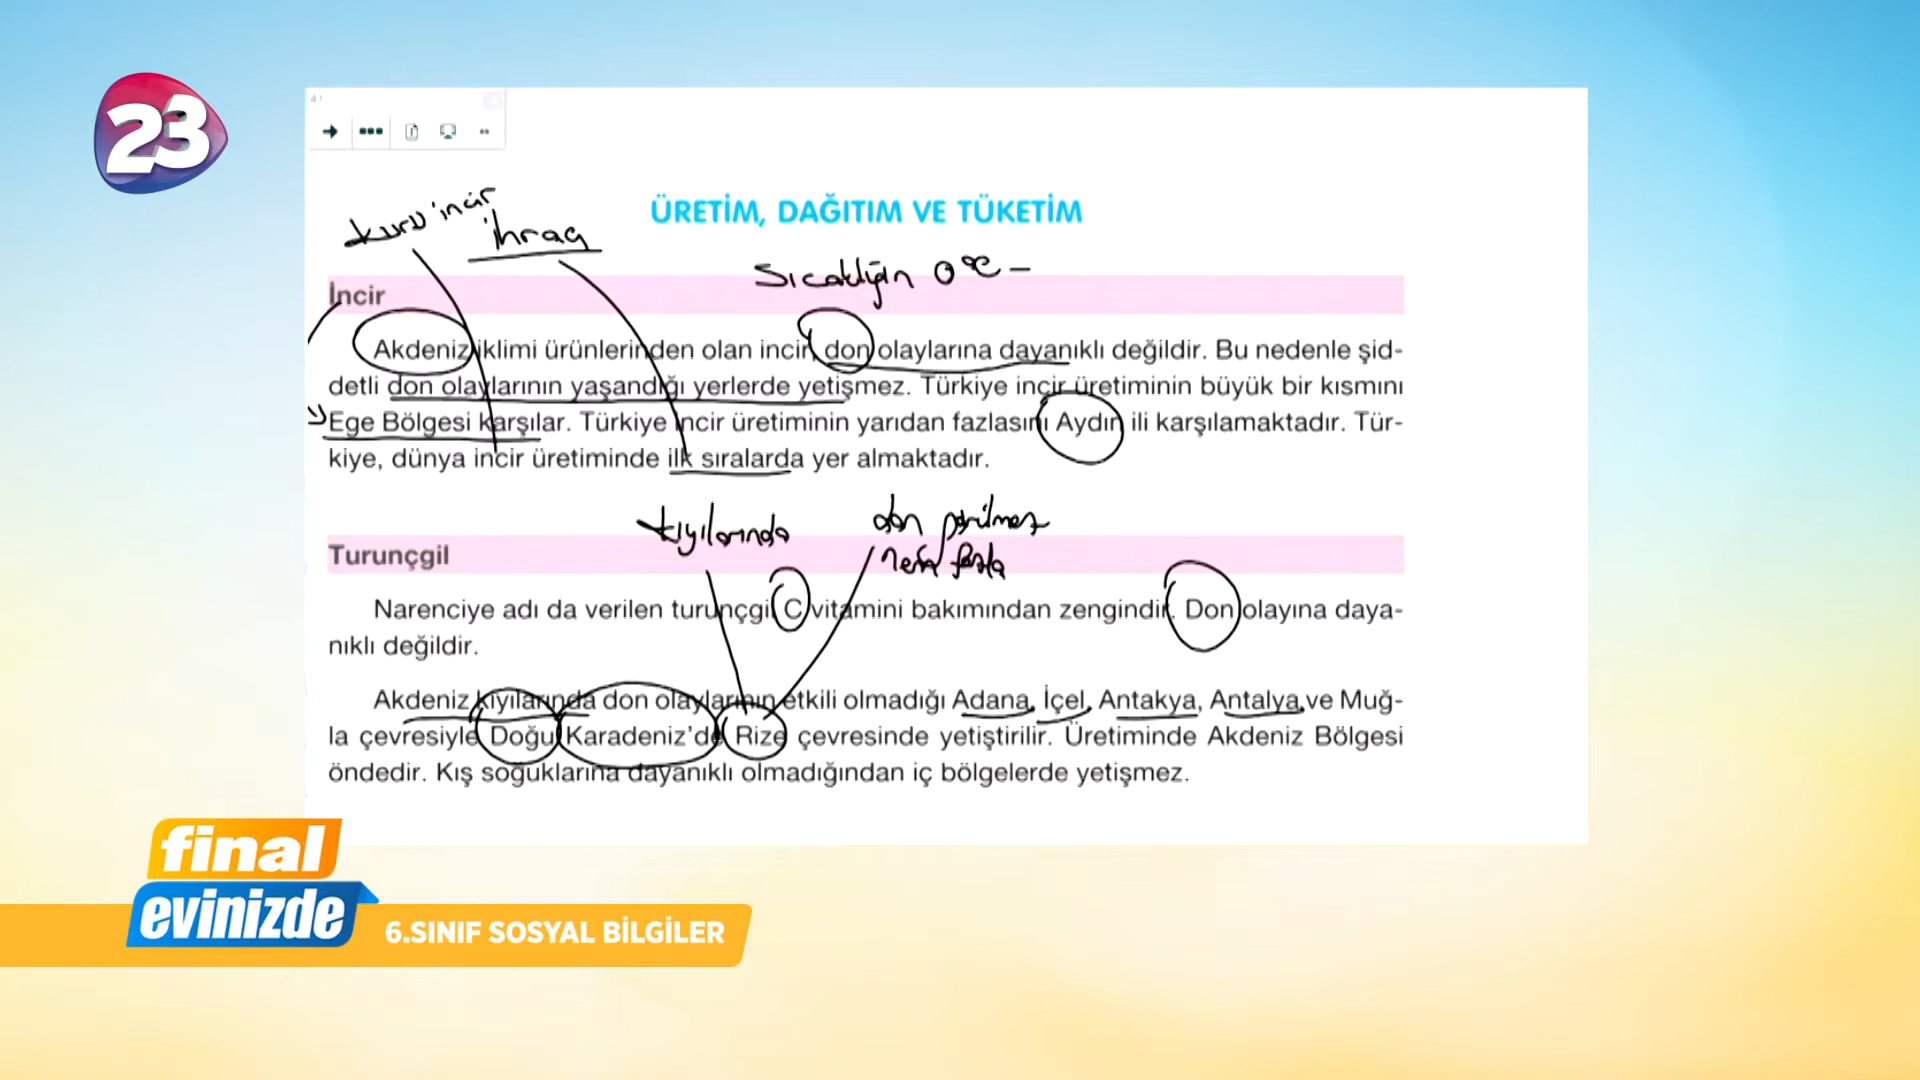 23
41
ÜRETİM, DAĞITIM VE TÜKETİM
kuru incir
ihraç
Sıcaklığın 0°C -
İncir
Akdeniz iklimi ürünlerinden olan incir, don olaylarına dayanıklı değildir. Bu nedenle şid-
detli don olaylarının yaşandığı yerlerde yetişmez. Türkiye incir üretiminin büyük bir kısmını
Ege Bölgesi karşılar. Türkiye incir üretiminin yarıdan fazlasını Aydın ili karşılamaktadır. Tür-
kiye, dünya incir üretiminde ilk sıralarda yer almaktadır.
kıyılarında
don görülmez
nem fazla
Turunçgil
Narenciye adı da verilen turunçgil C vitamini bakımından zengindir. Don olayına daya-
nıklı değildir.
Akdeniz kıyılarında don olaylarının etkili olmadığı Adana, İçel, Antakya, Antalya ve Muğ-
la çevresiyle Doğu Karadeniz'de Rize çevresinde yetiştirilir. Üretiminde Akdeniz Bölgesi
öndedir. Kış soğuklarına dayanıklı olmadığından iç bölgelerde yetişmez.
final
evinizde
6.SINIF SOSYAL BİLGİLER